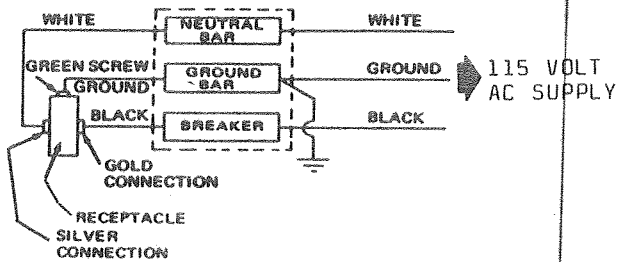 WHITE
NEUTRAL
BAR
WHITE
GREEN SCREW
GROUND
GROUND
BAR
GROUND
115 VOLT
AC SUPPLY
BLACK
BREAKER
BLACK
GOLD
CONNECTION
RECEPTACLE
SILVER
CONNECTION